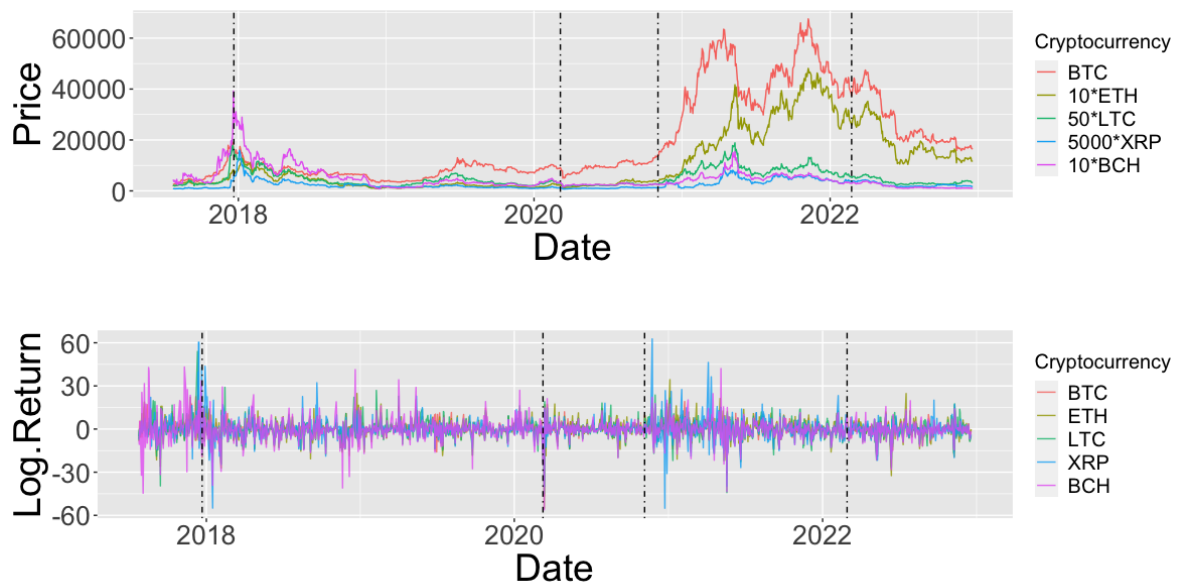 Price
60000
40000
20000
0
2018
2020
2022
Date
Cryptocurrency
BTC
10*ETH
50*LTC
5000*XRP
10*BCH
Log.Return
60
30
0
-30
-60
2018
2020
2022
Date
Cryptocurrency
BTC
ETH
LTC
XRP
BCH